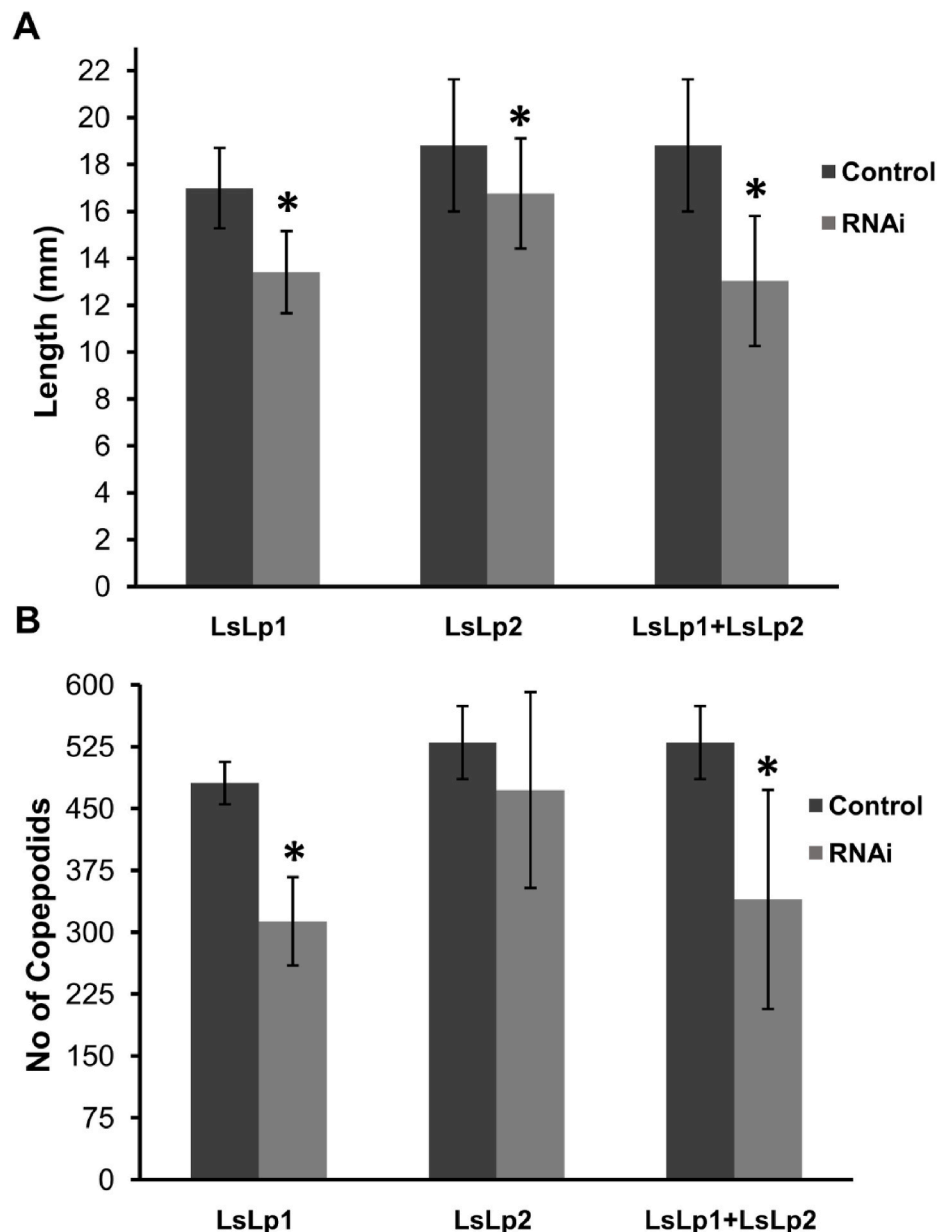 A
Length (mm)
22
20
18
16
14
12
10
8
6
4
2
0
*
*
*
Control
RNAi
LsLp1
LsLp2
LsLp1+LsLp2
B
No of Copepodids
600
525
450
375
300
225
150
75
0
*
*
Control
RNAi
LsLp1
LsLp2
LsLp1+LsLp2